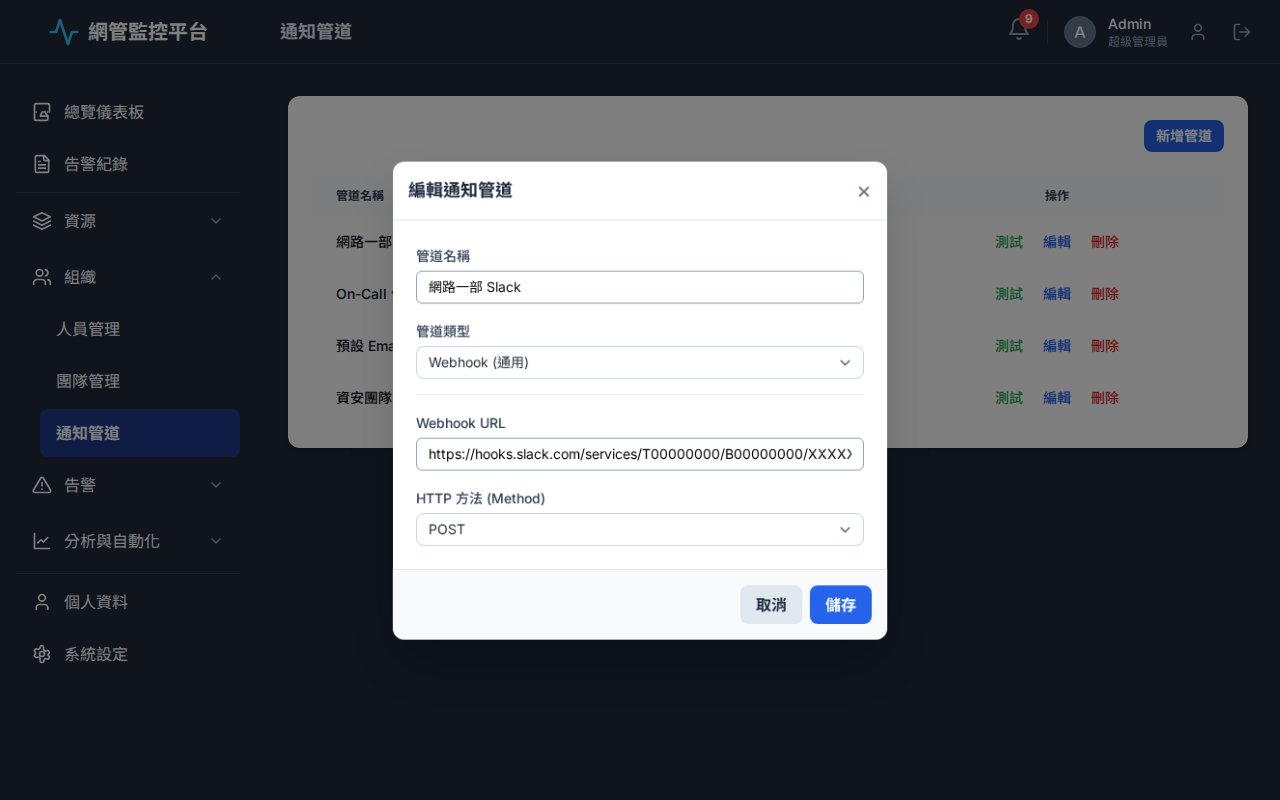 網管監控平台
通知管道
9
A
Admin
超級管理員
總覽儀表板
告警紀錄
資源
組織
人員管理
團隊管理
通知管道
告警
分析與自動化
個人資料
系統設定
新增管道
管道名稱
操作
網路一部
測試 編輯 刪除
On-Call
測試 編輯 刪除
預設 Ema
測試 編輯 刪除
資安團隊
測試 編輯 刪除
編輯通知管道
×
管道名稱
網路一部 Slack
管道類型
Webhook (通用)
Webhook URL
https://hooks.slack.com/services/T00000000/B00000000/XXXX
HTTP 方法 (Method)
POST
取消
儲存